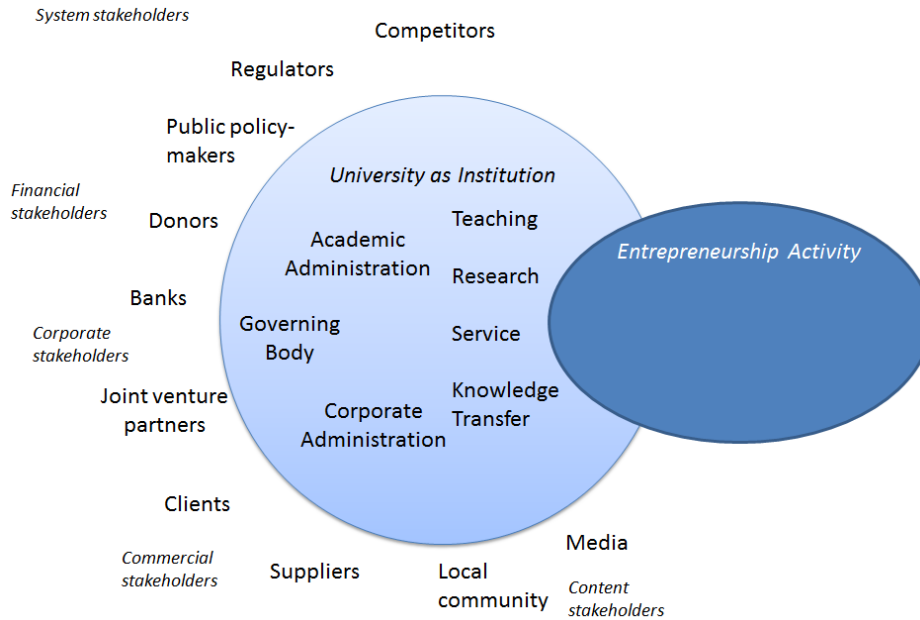 System stakeholders
Competitors
Regulators
Public policy-
makers
University as Institution
Financial
stakeholders
Donors
Teaching
Academic
Administration
Entrepreneurship Activity
Research
Banks
Governing
Body
Service
Corporate
stakeholders
Joint venture
partners
Knowledge
Transfer
Corporate
Administration
Clients
Commercial
stakeholders
Suppliers
Local
community
Media
Content
stakeholders